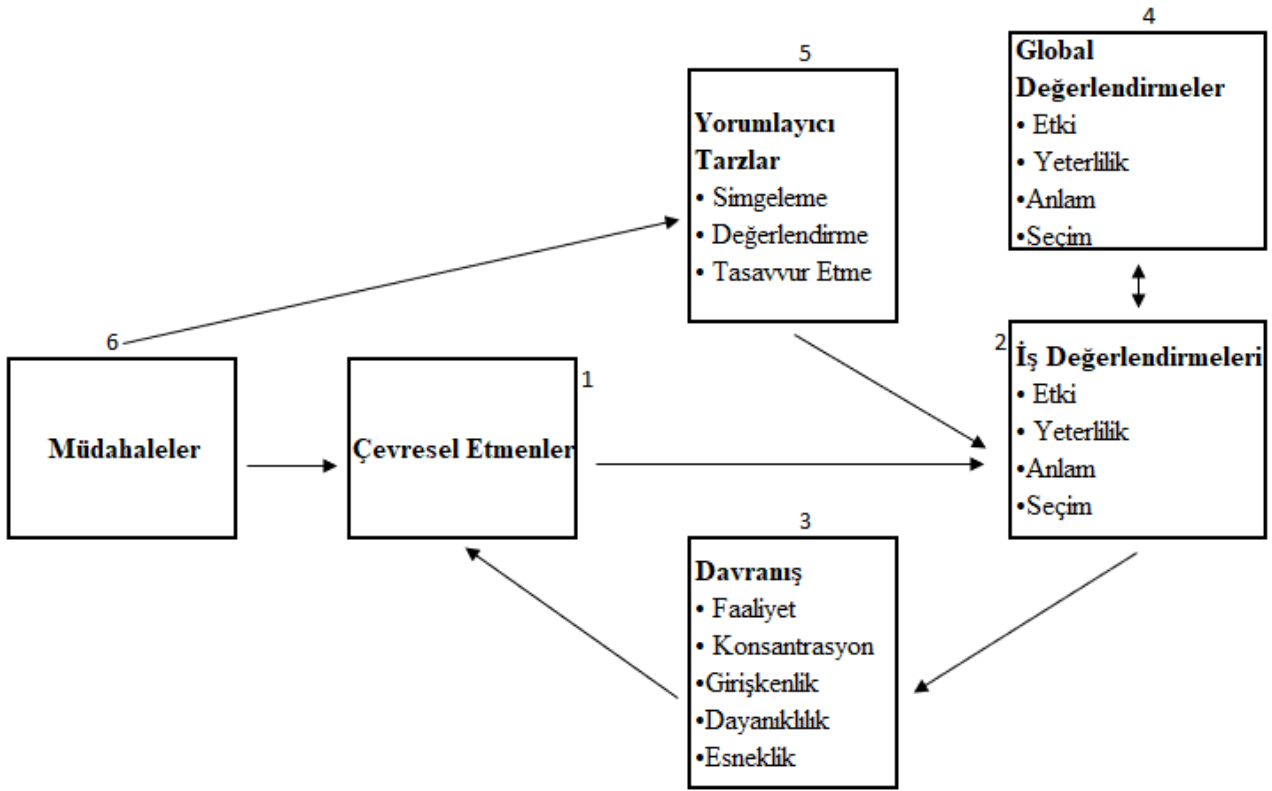 4
Global
Değerlendirmeler
• Etki
• Yeterlilik
•Anlam
•Seçim
5
Yorumlayıcı
Tarzlar
• Simgeleme
• Değerlendirme
• Tasavvur Etme
6
Müdahaleler
1
Çevresel Etmenler
2
İş Değerlendirmeleri
• Etki
• Yeterlilik
•Anlam
•Seçim
3
Davranış
• Faaliyet
• Konsantrasyon
•Girişkenlik
•Dayanıklılık
•Esneklik